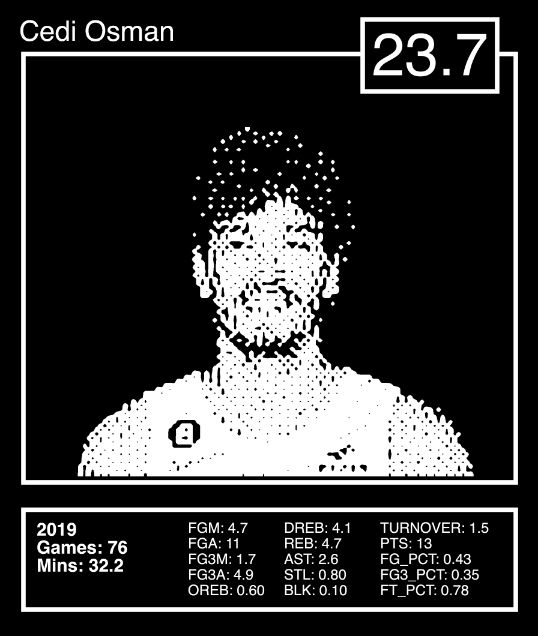 Cedi Osman
23.7
2019
Games: 76
Mins: 32.2
FGM: 4.7
FGA: 11
FG3M: 1.7
FG3A: 4.9
OREB: 0.60
DREB: 4.1
REB: 4.7
AST: 2.6
STL: 0.80
BLK: 0.10
TURNOVER: 1.5
PTS: 13
FG_PCT: 0.43
FG3_PCT: 0.35
FT_PCT: 0.78